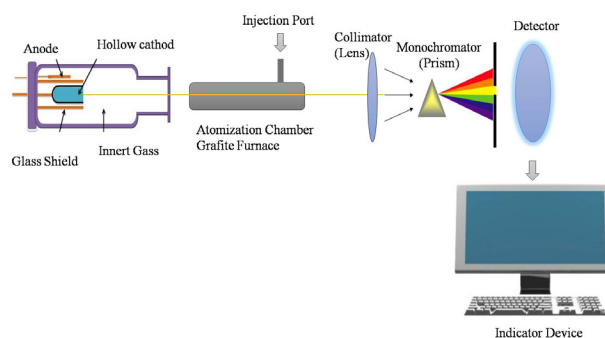 Injection Port
Collimator
(Lens)
Detector
Anode
Hollow cathod
Monochromator
(Prism)
Atomization Chamber
Grafite Furnace
Glass Shield
Innert Gass
Indicator Device